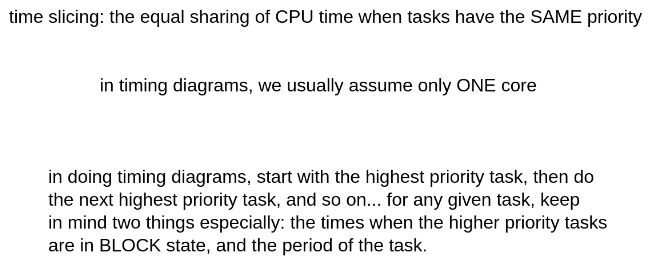 time slicing: the equal sharing of CPU time when tasks have the SAME priority
in timing diagrams, we usually assume only ONE core
in doing timing diagrams, start with the highest priority task, then do
the next highest priority task, and so on... for any given task, keep
in mind two things especially: the times when the higher priority tasks
are in BLOCK state, and the period of the task.